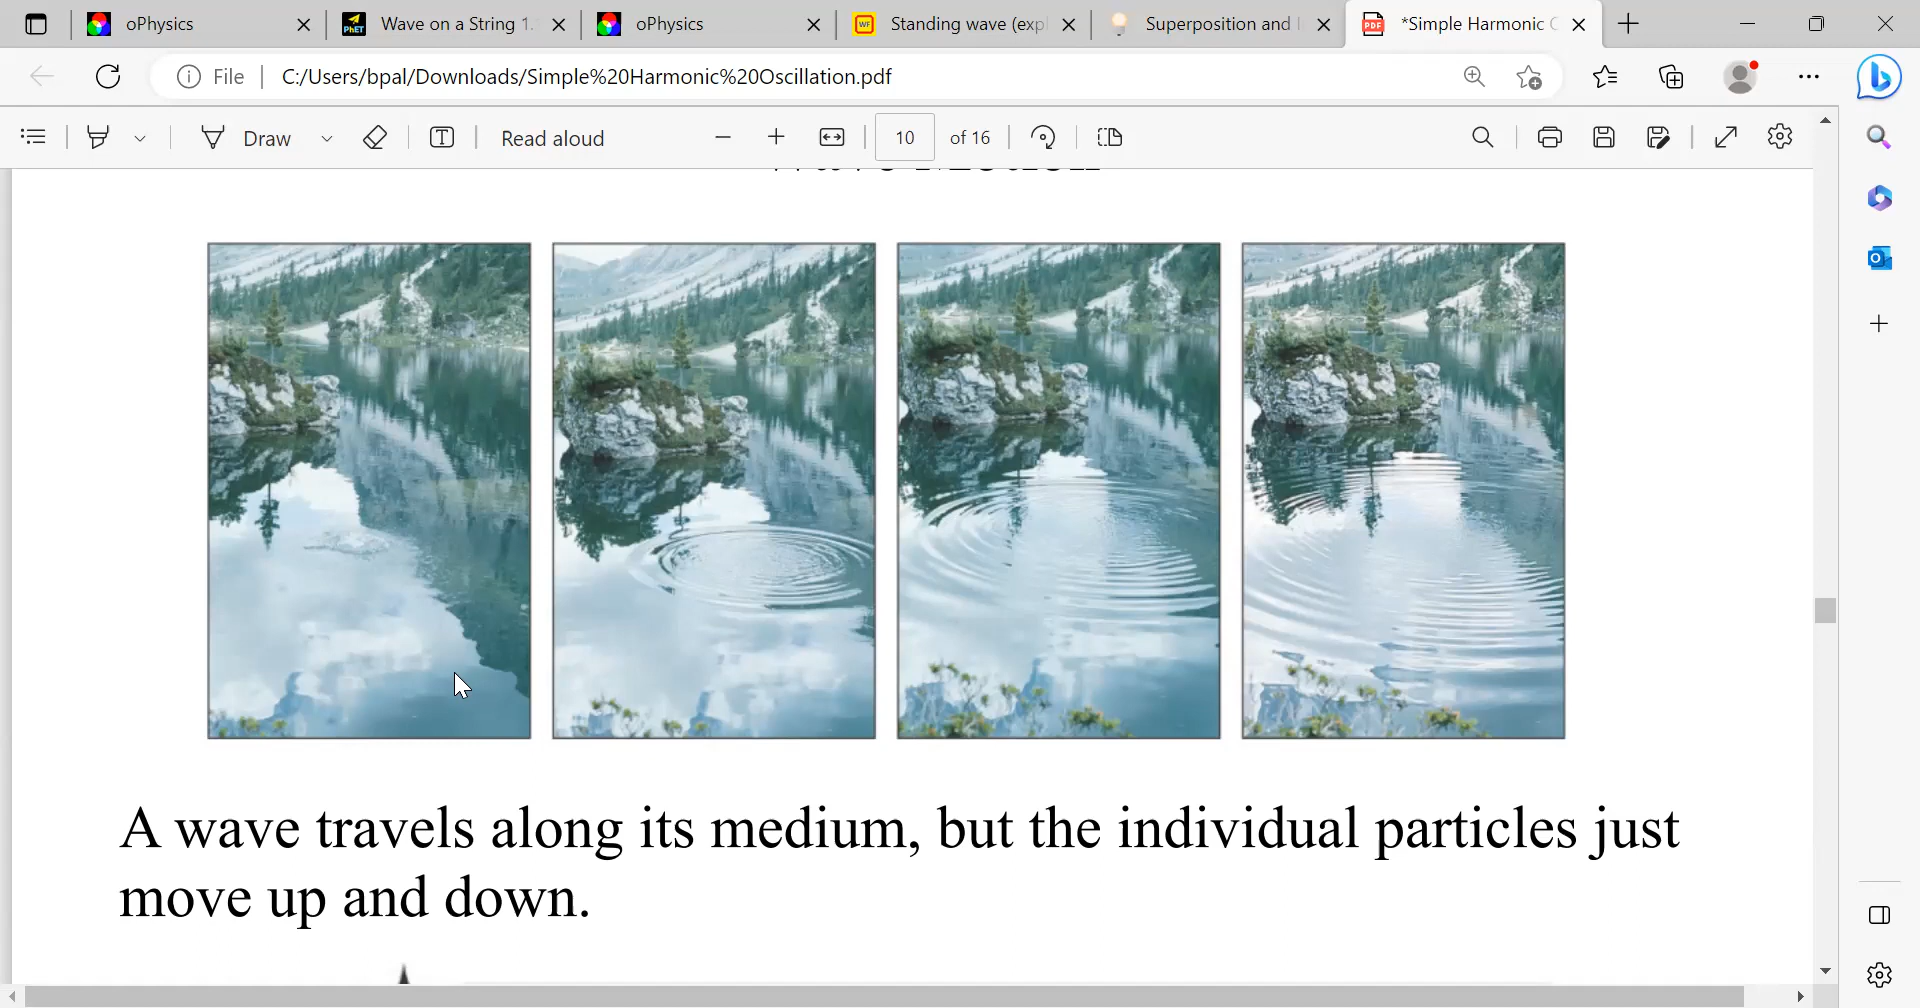 oPhysics
Wave on a String 1.
oPhysics
Standing wave (exp
Superposition and I
*Simple Harmonic O
File
C:/Users/bpal/Downloads/Simple%20Harmonic%20Oscillation.pdf
Draw
Read aloud
10
of 16
Wave Motion
A wave travels along its medium, but the individual particles just
move up and down.